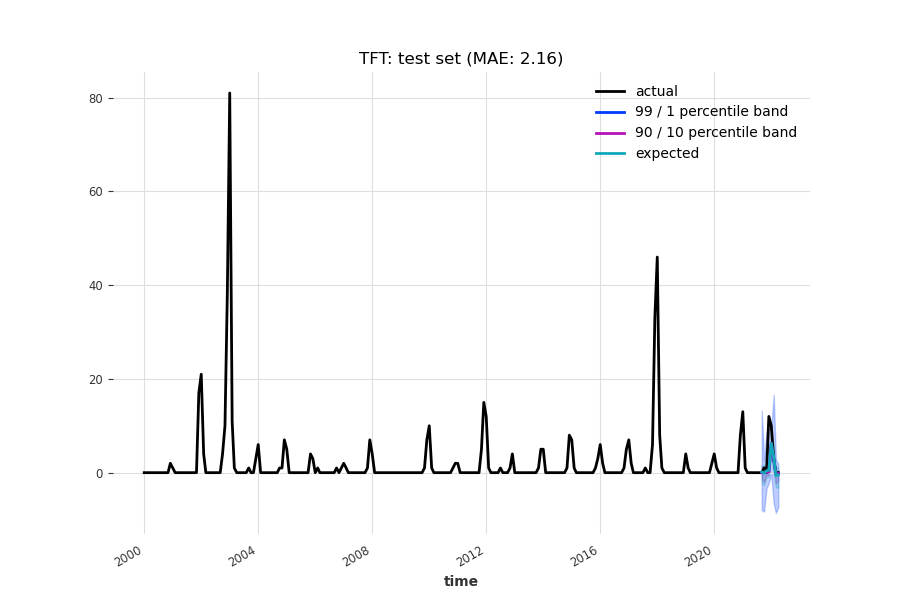 TFT: test set (MAE: 2.16)
actual
99 / 1 percentile band
90 / 10 percentile band
expected
80
60
40
20
0
2000
2004
2008
2012
2016
2020
time